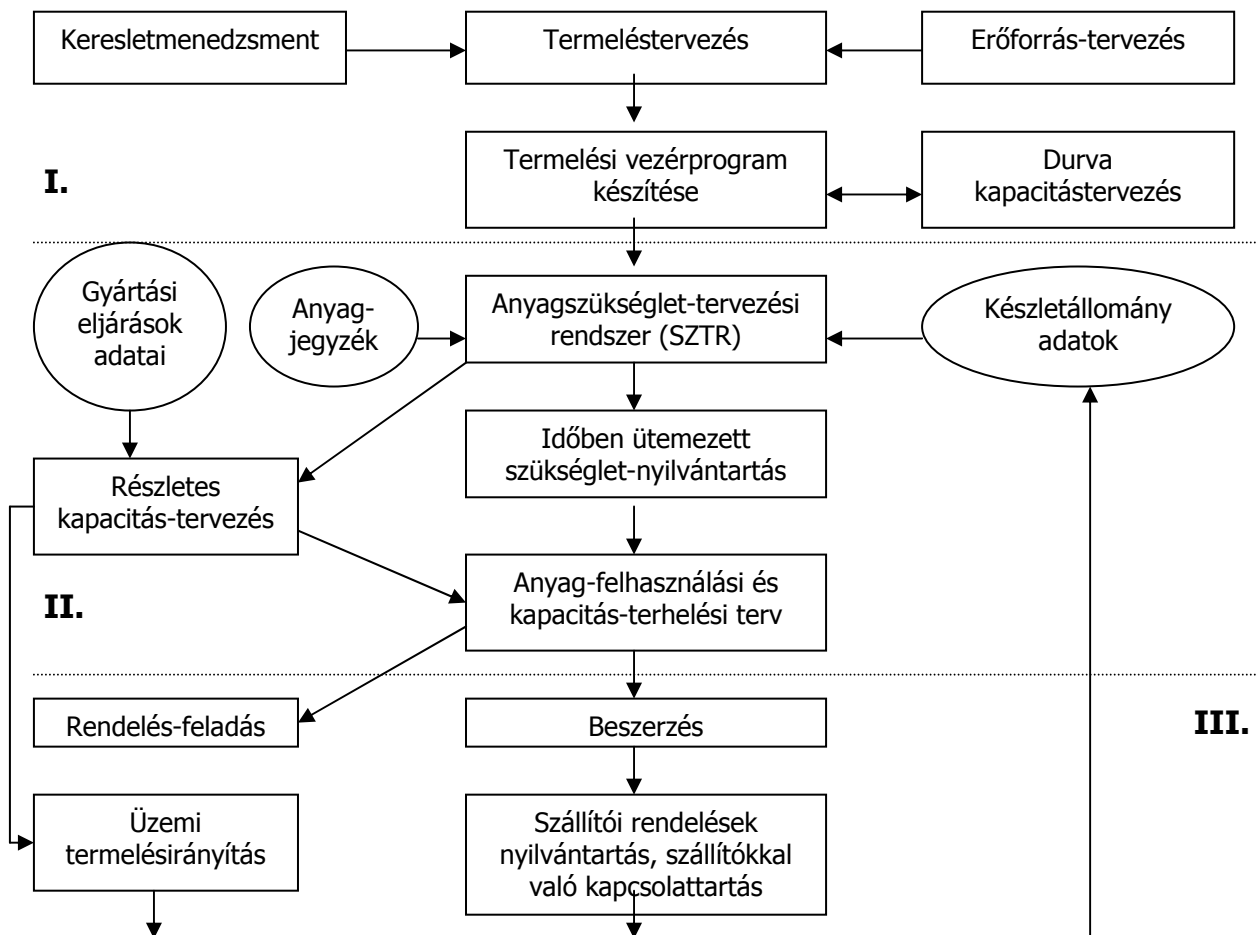 Keresletmenedzsment
Termeléstervezés
Erőforrás-tervezés
Termelési vezérprogram
készítése
Durva
kapacitástervezés
I.
Gyártási
eljárások
adatai
Anyag-
jegyzék
Anyagszükséglet-tervezési
rendszer (SZTR)
Készletállomány
adatok
Időben ütemezett
szükséglet-nyilvántartás
Részletes
kapacitás-tervezés
Anyag-felhasználási és
kapacitás-terhelési terv
II.
Rendelés-feladás
Beszerzés
III.
Üzemi
termelésirányítás
Szállítói rendelések
nyilvántartás, szállítókkal
való kapcsolattartás